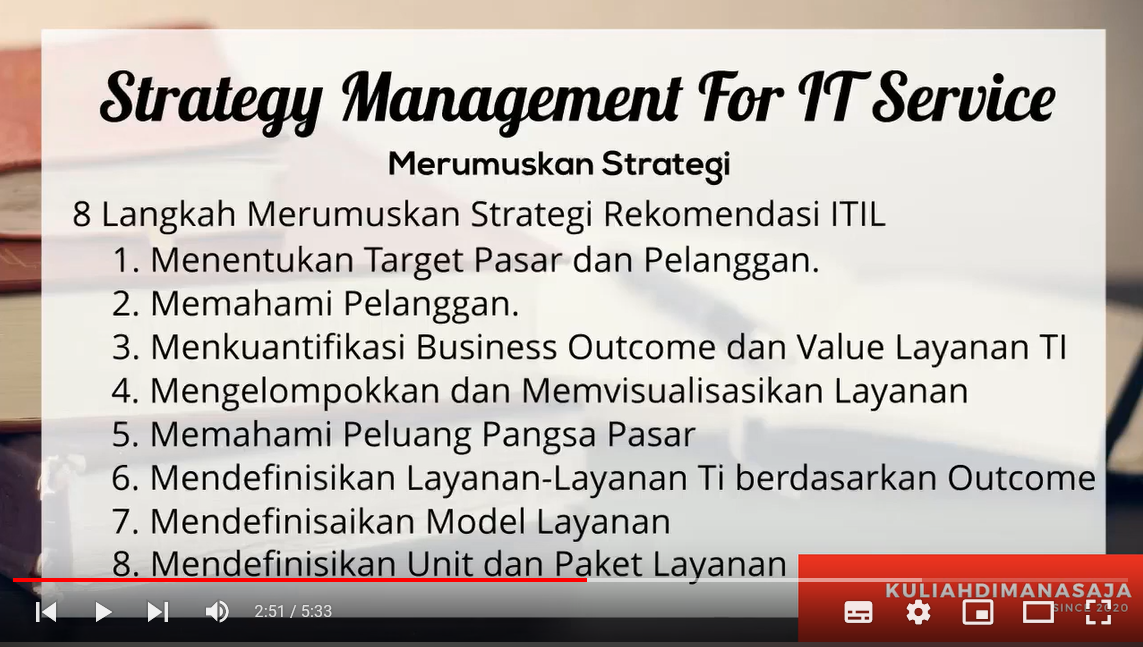 Strategy Management For IT Service
Merumuskan Strategi
8 Langkah Merumuskan Strategi Rekomendasi ITIL
1. Menentukan Target Pasar dan Pelanggan.
2. Memahami Pelanggan.
3. Menkuantifikasi Business Outcome dan Value Layanan TI
4. Mengelompokkan dan Memvisualisasikan Layanan
5. Memahami Peluang Pangsa Pasar
6. Mendefinisikan Layanan-Layanan Ti berdasarkan Outcome
7. Mendefinisaikan Model Layanan
8. Mendefinisikan Unit dan Paket Layanan
KULIAHDIMANASAJA
SINCE 2020
2:51 / 5:33